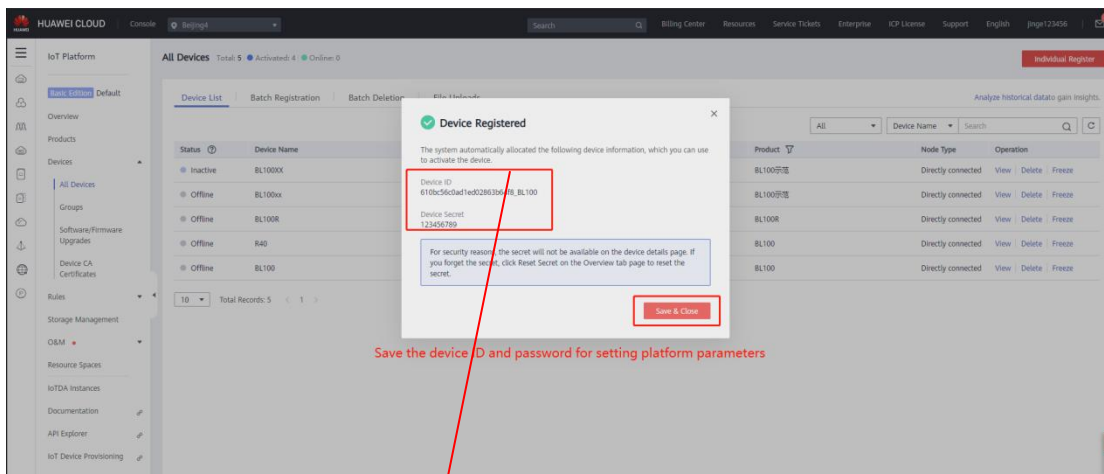 HUAWEI
HUAWEI CLOUD Console Beijing4 Search Billing Center Resources Service Tickets Enterprise ICP License Support English jinge123456
IoT Platform
All Devices Total: 5 Activated: 4 Online: 0
Individual Register
Basic Edition Default
Device List Batch Registration Batch Deletion File Uploads
Analyze historical datato gain insights.
Overview
Products
Devices
All Devices
Groups
Software/Firmware
Upgrades
Device CA
Certificates
Rules
Storage Management
O&M
Resource Spaces
IoTDA Instances
Documentation
API Explorer
IoT Device Provisioning
All Device Name Search
Status Device Name Product Node Type Operation
Inactive BL100XX BL100示范 Directly connected View Delete Freeze
Offline BL100xx BL100示范 Directly connected View Delete Freeze
Offline BL100R BL100R Directly connected View Delete Freeze
Offline R40 BL100 Directly connected View Delete Freeze
Offline BL100 BL100 Directly connected View Delete Freeze
10 Total Records: 5 < 1 >
Device Registered
The system automatically allocated the following device information, which you can use
to activate the device.
Device ID
Device Secret
123456789
For security reasons, the secret will not be available on the device details page. If
you forget the secret, click Reset Secret on the Overview tab page to reset the
secret.
Save & Close
Save the device ID and password for setting platform parameters